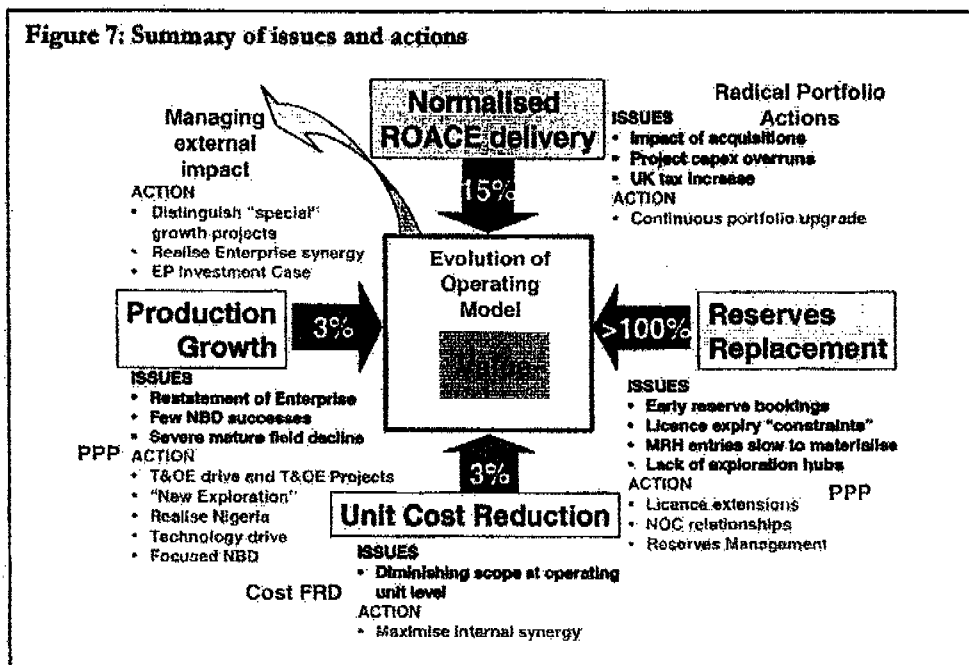 Figure 7: Summary of issues and actions
Managing
external
impact
ACTION
• Distinguish "special"
growth projects
• Realise Enterprise synergy
• EP Investment Case
Normalised
ROACE delivery
15%
Radical Portfolio
Actions
ISSUES
• Impact of acquisitions
• Project capex overruns
• UK tax increase
ACTION
• Continuous portfolio upgrade
Evolution of
Operating
Model
Production
Growth
3%
>100%
Reserves
Replacement
ISSUES
• Restatement of Enterprise
• Few NBD successes
• Severe mature field decline
PPP
ACTION
• T&OE drive and T&OE Projects
• "New Exploration"
• Realise Nigeria
• Technology drive
• Focused NBD
ISSUES
• Early reserve bookings
• Licence expiry "constraints"
• MRH entries slow to materialise
• Lack of exploration hubs
ACTION
PPP
• Licence extensions
• NOC relationships
• Reserves Management
3%
Unit Cost Reduction
Cost FRD
ISSUES
• Diminishing scope at operating
unit level
ACTION
• Maximise internal synergy